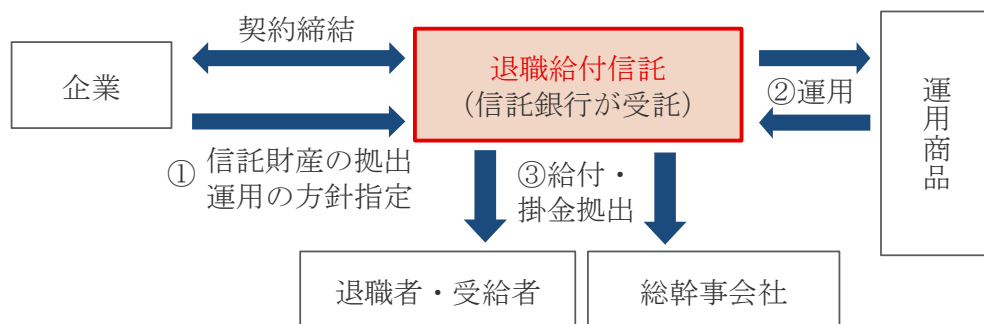 契約締結
企業
退職給付信託
(信託銀行が受託)
②運用
運用商品
① 信託財産の拠出
運用の方針指定
③給付・
掛金拠出
退職者・受給者
総幹事会社